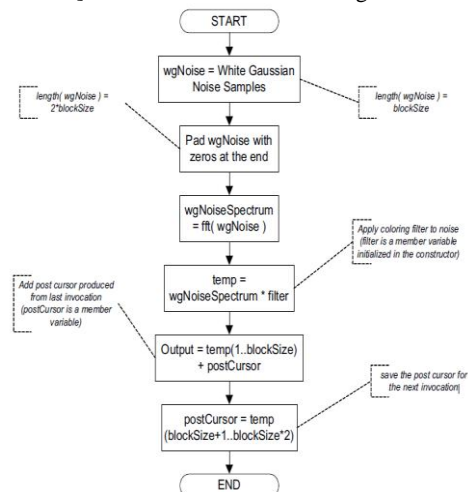 START
wgNoise = White Gaussian
Noise Samples
length( wgNoise ) =
2*blockSize
length( wgNoise ) =
blockSize
Pad wgNoise with
zeros at the end
wgNoiseSpectrum
= fft( wgNoise )
Apply coloring filter to noise
(filter is a member variable
initialized in the constructor)
temp =
wgNoiseSpectrum * filter
Add post cursor produced
from last invocation
(postCursor is a member
variable)
Output = temp(1..blockSize)
+ postCursor
save the post cursor for
the next invocation|
postCursor = temp
(blockSize+1..blockSize*2)
END